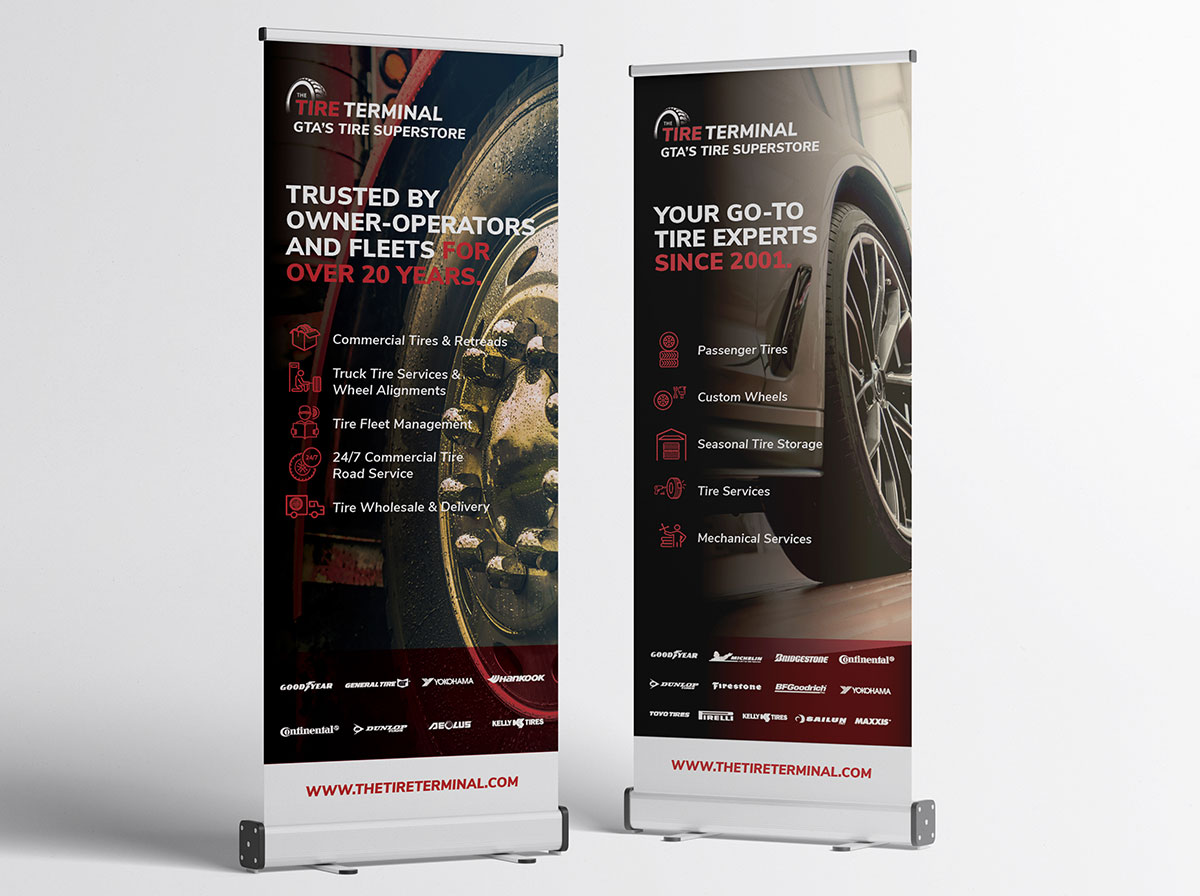 THE
TIRE TERMINAL
GTA'S TIRE SUPERSTORE
TRUSTED BY
OWNER-OPERATORS
AND FLEETS FOR
OVER 20 YEARS.
Commercial Tires & Retreads
Truck Tire Services &
Wheel Alignments
Tire Fleet Management
24/7
24/7 Commercial Tire
Road Service
Tire Wholesale & Delivery
GOODYEAR GENERAL TIRE YOKOHAMA HANKOOK
Continental DUNLOP AEOLUS KELLY TIRES
WWW.THETIRETERMINAL.COM
THE
TIRE TERMINAL
GTA'S TIRE SUPERSTORE
YOUR GO-TO
TIRE EXPERTS
SINCE 2001.
Passenger Tires
Custom Wheels
Seasonal Tire Storage
Tire Services
Mechanical Services
GOODYEAR MICHELIN BRIDGESTONE Continental
DUNLOP Firestone BFGoodrich YOKOHAMA
TOYO TIRES PIRELLI KELLY TIRES SAILUN MAXXIS
WWW.THETIRETERMINAL.COM